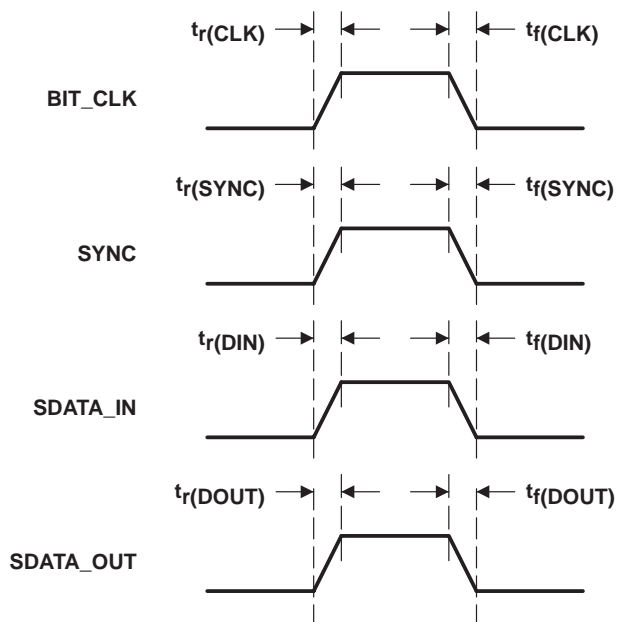 tr(CLK) tf(CLK)
BIT_CLK
tr(SYNC) tf(SYNC)
SYNC
tr(DIN) tf(DIN)
SDATA_IN
tr(DOUT) tf(DOUT)
SDATA_OUT